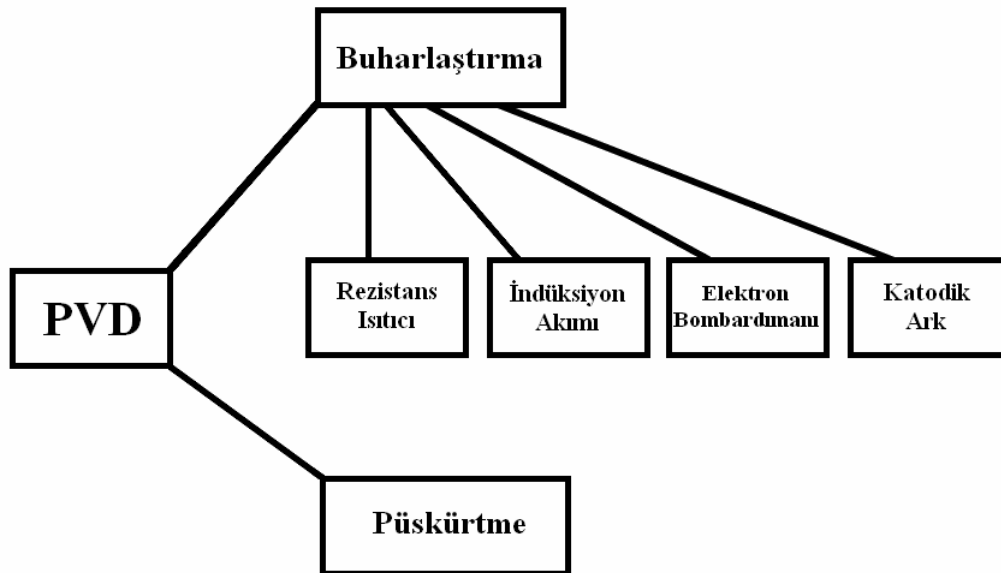 Buharlaştırma
PVD
Rezistans
Isıtıcı
İndüksiyon
Akımı
Elektron
Bombardımanı
Katodik
Ark
Püskürtme